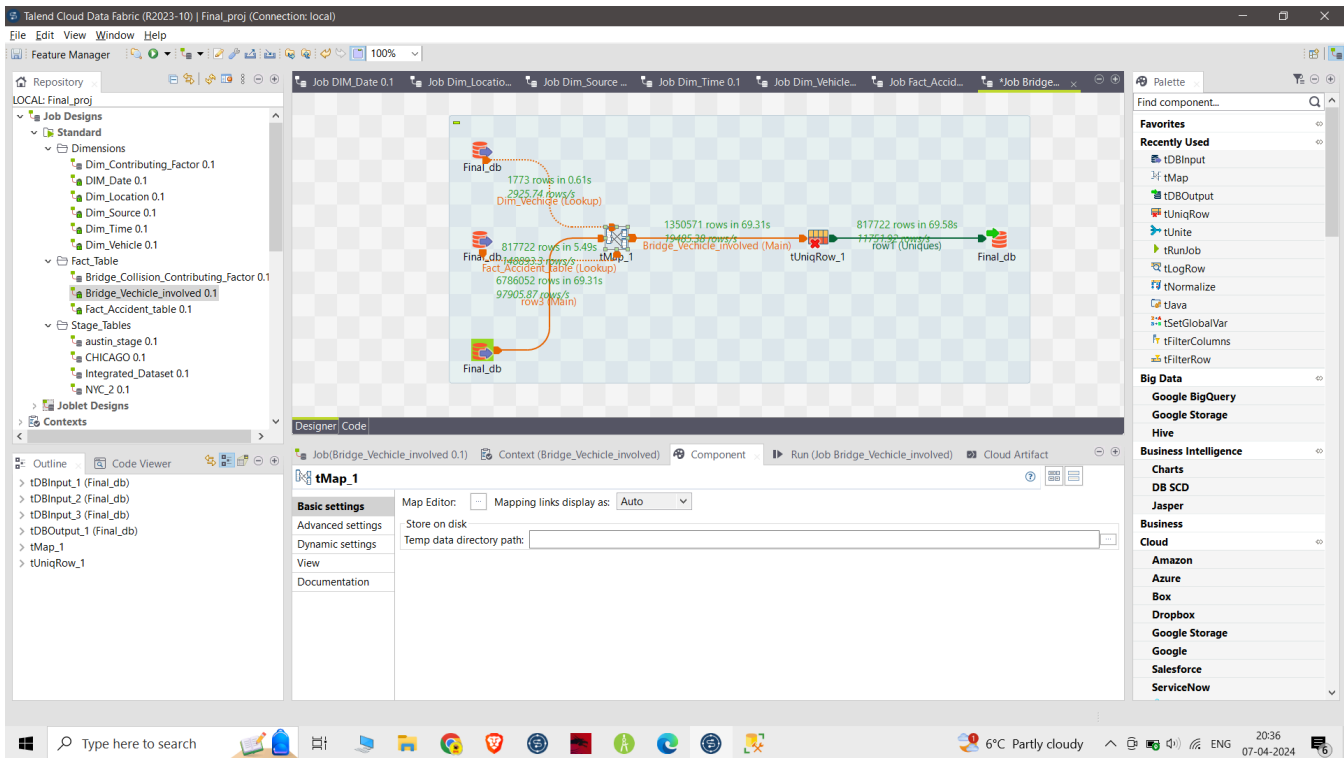 Talend Cloud Data Fabric (R2023-10) | Final_proj (Connection: local)
File Edit View Window Help
Feature Manager 100%
Repository
LOCAL: Final_proj
Job Designs
Standard
Dimensions
Dim_Contributing_Factor 0.1
DIM_Date 0.1
Dim_Location 0.1
Dim_Source 0.1
Dim_Time 0.1
Dim_Vehicle 0.1
Fact_Table
Bridge_Collision_Contributing_Factor 0.1
Bridge_Vechicle_involved 0.1
Fact_Accident_table 0.1
Stage_Tables
austin_stage 0.1
CHICAGO 0.1
Integrated_Dataset 0.1
NYC_2 0.1
Joblet Designs
Contexts
Outline Code Viewer
tDBInput_1 (Final_db)
tDBInput_2 (Final_db)
tDBInput_3 (Final_db)
tDBOutput_1 (Final_db)
tMap_1
tUniqRow_1
Job DIM_Date 0.1 Job Dim_Locatio... Job Dim_Source ... Job Dim_Time 0.1 Job Dim_Vehicle... Job Fact_Accid... *Job Bridge...
Final_db
1773 rows in 0.61s
2925.74 rows/s
Dim_Vechicle (Lookup)
817722 rows in 5.49s
148893.3 rows/s
Final_db
Fact_Accident_table (Lookup)
tMap_1
6786052 rows in 69.31s
97905.87 rows/s
row3 (Main)
Final_db
1350571 rows in 69.31s
19485.38 rows/s
Bridge_Vechicle_involved (Main)
tUniqRow_1
817722 rows in 69.58s
11751.92 rows/s
row1 (Uniques)
Final_db
Designer Code
Job(Bridge_Vechicle_involved 0.1) Context (Bridge_Vechicle_involved) Component Run (Job Bridge_Vechicle_involved) Cloud Artifact
tMap_1
Basic settings
Advanced settings
Dynamic settings
View
Documentation
Map Editor: ... Mapping links display as: Auto
Store on disk
Temp data directory path: ...
Palette
Find component...
Favorites
Recently Used
tDBInput
tMap
tDBOutput
tUniqRow
tUnite
tRunJob
tLogRow
tNormalize
tJava
tSetGlobalVar
tFilterColumns
tFilterRow
Big Data
Google BigQuery
Google Storage
Hive
Business Intelligence
Charts
DB SCD
Jasper
Business
Cloud
Amazon
Azure
Box
Dropbox
Google Storage
Google
Salesforce
ServiceNow
Type here to search
6°C Partly cloudy
ENG
20:36
07-04-2024
6